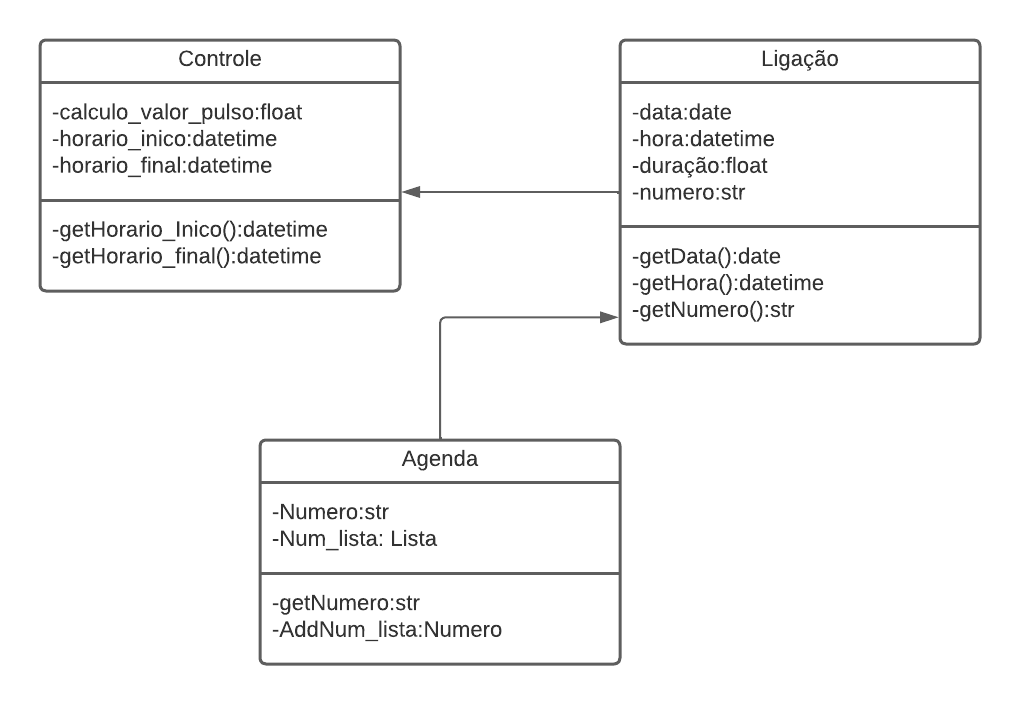 Controle
-calculo_valor_pulso:float
-horario_inico:datetime
-horario_final:datetime
-getHorario_Inico():datetime
-getHorario_final():datetime
Ligação
-data:date
-hora:datetime
-duração:float
-numero:str
-getData():date
-getHora():datetime
-getNumero():str
Agenda
-Numero:str
-Num_lista: Lista
-getNumero:str
-AddNum_lista:Numero